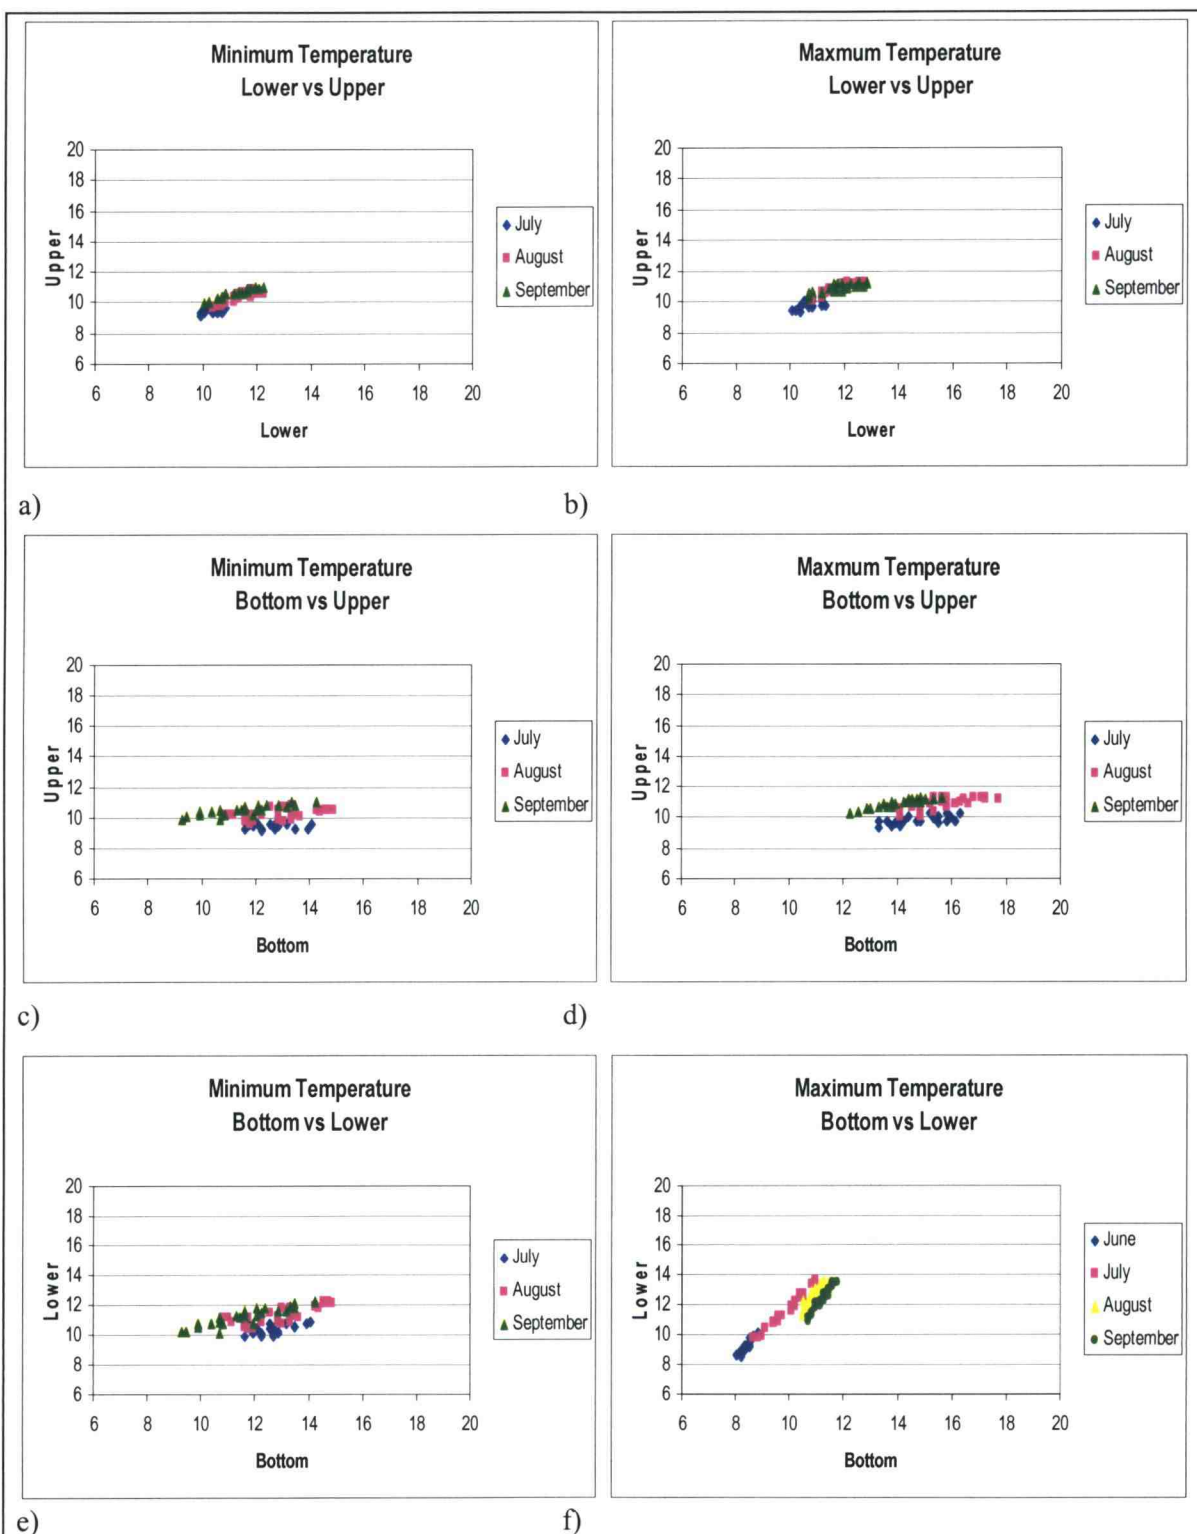 Minimum Temperature
Lower vs Upper
20
18
16
14
12
10
8
6
Upper
6 8 10 12 14 16 18 20
Lower
July
August
September
a)
Maxmum Temperature
Lower vs Upper
20
18
16
14
12
10
8
6
Upper
6 8 10 12 14 16 18 20
Lower
July
August
September
b)
Minimum Temperature
Bottom vs Upper
20
18
16
14
12
10
8
6
Upper
6 8 10 12 14 16 18 20
Bottom
July
August
September
c)
Maxmum Temperature
Bottom vs Upper
20
18
16
14
12
10
8
6
Upper
6 8 10 12 14 16 18 20
Bottom
July
August
September
d)
Minimum Temperature
Bottom vs Lower
20
18
16
14
12
10
8
6
Lower
6 8 10 12 14 16 18 20
Bottom
July
August
September
e)
Maximum Temperature
Bottom vs Lower
20
18
16
14
12
10
8
6
Lower
6 8 10 12 14 16 18 20
Bottom
June
July
August
September
f)